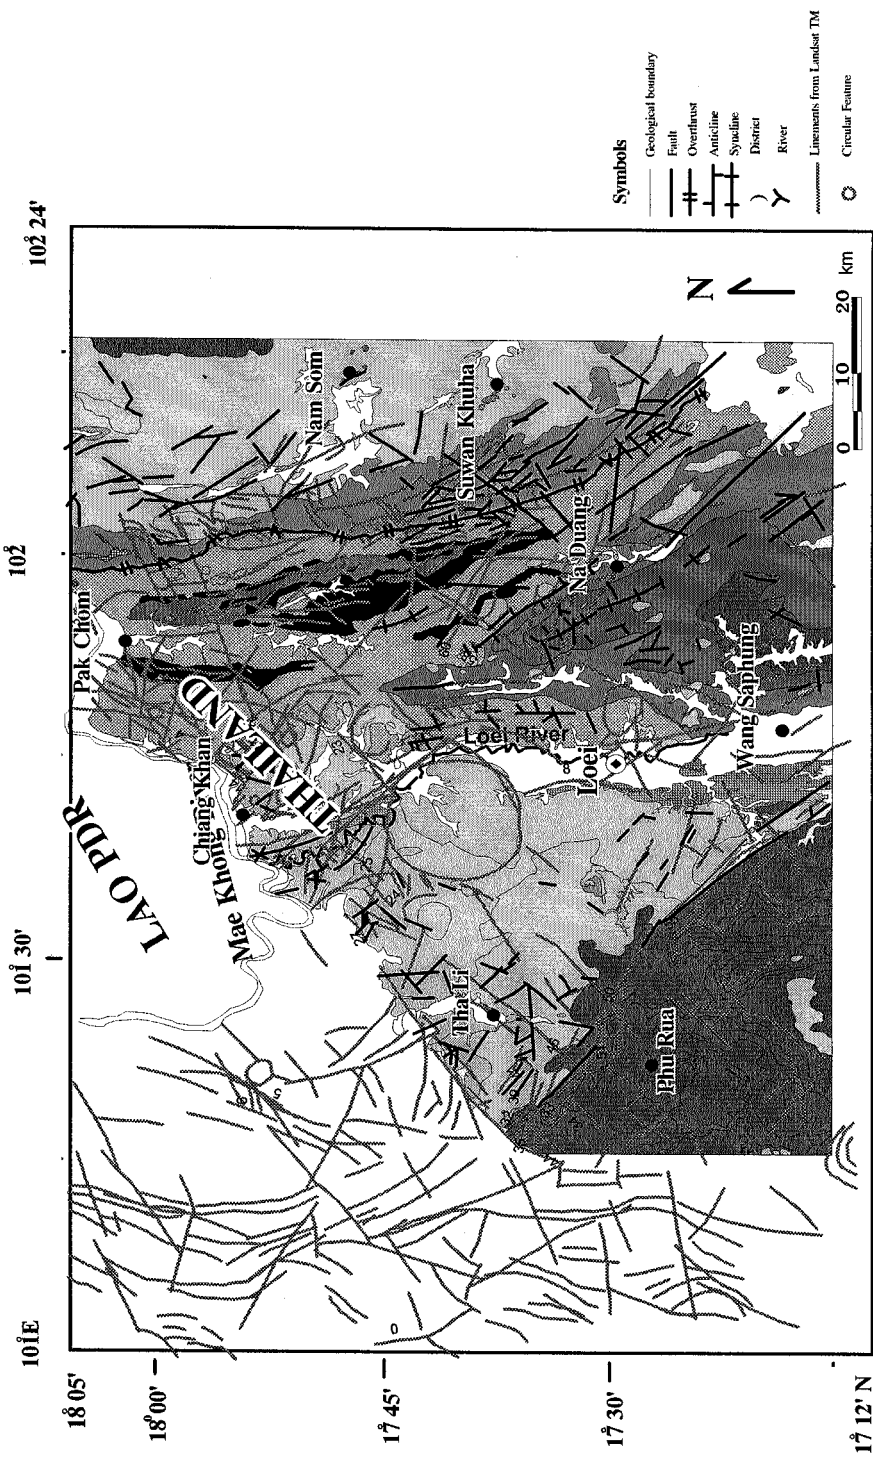 101E
101 30'
102
102 24'
18 05'
18 00'
17 45'
17 30'
17 12' N
LAO PDR
THAILAND
Mae Khong
Chiang Khan
Pak Chom
Nam Som
Suwan Khuha
Na Duang
Loei River
Loei
Wang Saphung
Tha Li
Phu Rua
N
0 10 20 km
Symbols
Geological boundary
Fault
Overthrust
Anticline
Syncline
District
River
Linements from Landsat TM
Circular Feature